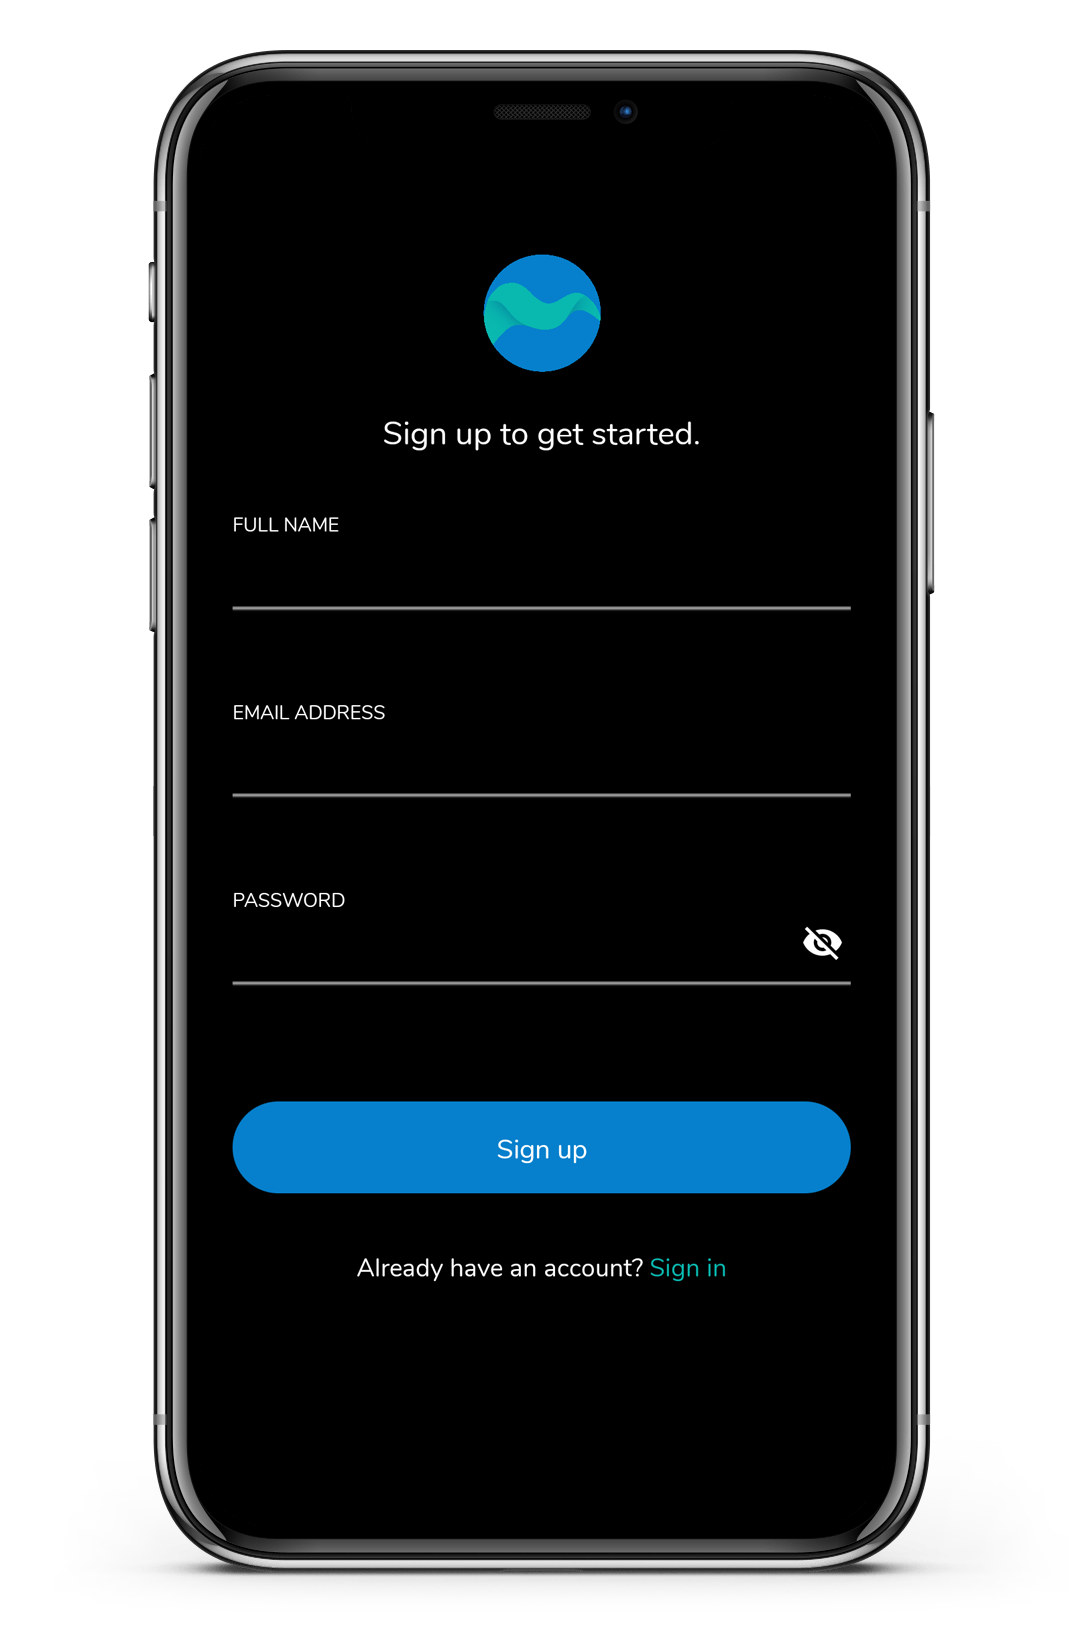 Sign up to get started.
FULL NAME
EMAIL ADDRESS
PASSWORD
Sign up
Already have an account? Sign in